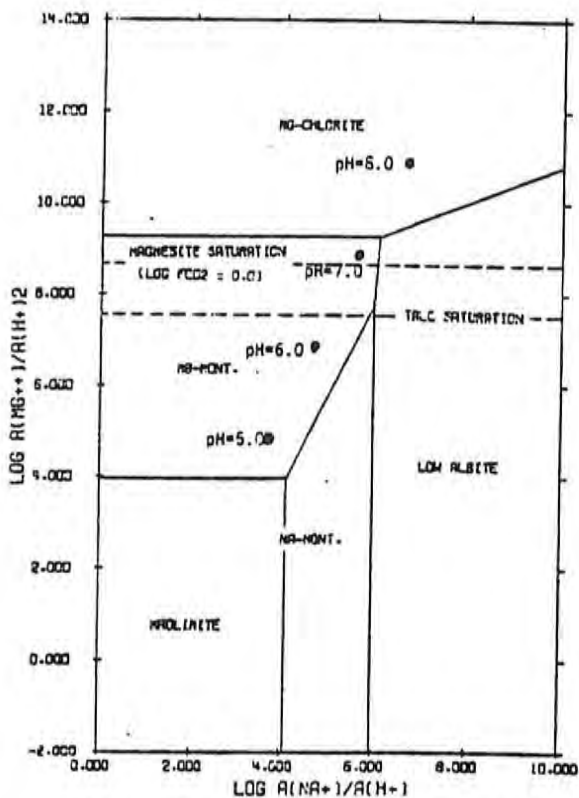 14.000
12.000
10.000
8.000
6.000
4.000
2.000
0.000
-2.000
LOG A(MG++)/A(H+)2
MG-CHLORITE
pH=6.0
MAGNESITE SATURATION
(LOG FCO2 = 0.0)
pH=7.0
TALC SATURATION
pH=6.0
MG-MONT.
pH=5.0
LOW ALBITE
NA-MONT.
KAOLINITE
0.000 2.000 4.000 6.000 8.000 10.000
LOG A(NA+)/A(H+)